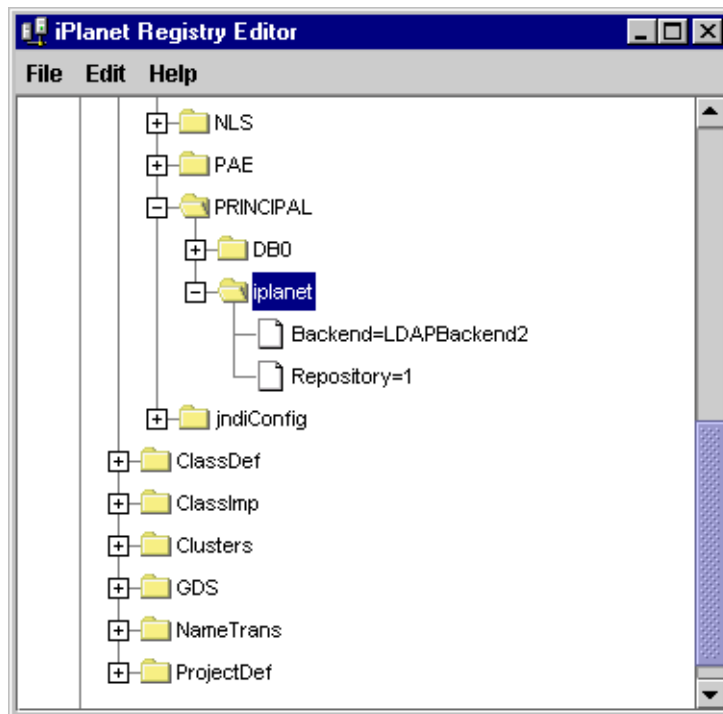 iPlanet Registry Editor
File Edit Help
NLS
PAE
PRINCIPAL
DB0
iplanet
Backend=LDAPBackend2
Repository=1
jndiConfig
ClassDef
ClassImp
Clusters
GDS
NameTrans
ProjectDef